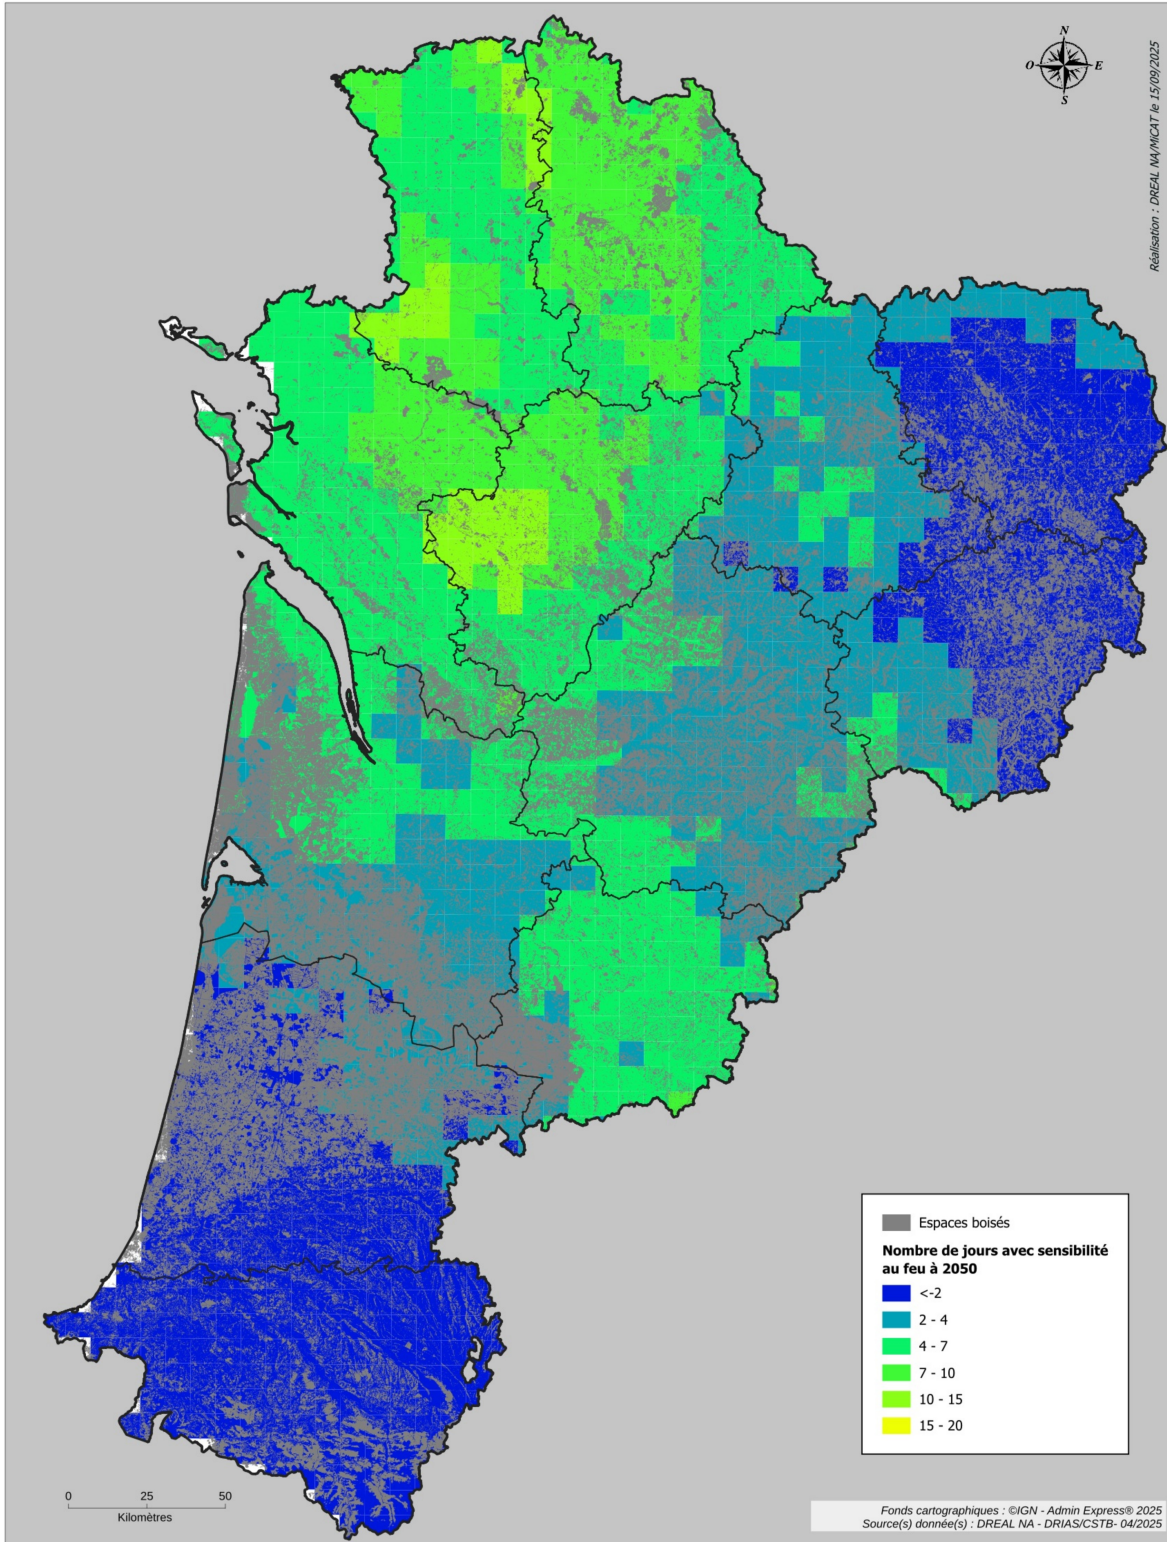 N
O
E
S
Réalisation : DREAL NA/MiCAT le 15/09/2025
Espaces boisés
Nombre de jours avec sensibilité
au feu à 2050
<-2
2 - 4
4 - 7
7 - 10
10 - 15
15 - 20
0 25 50
Kilomètres
Fonds cartographiques : ©IGN - Admin Express® 2025
Source(s) donnée(s) : DREAL NA - DRIAS/CSTB- 04/2025